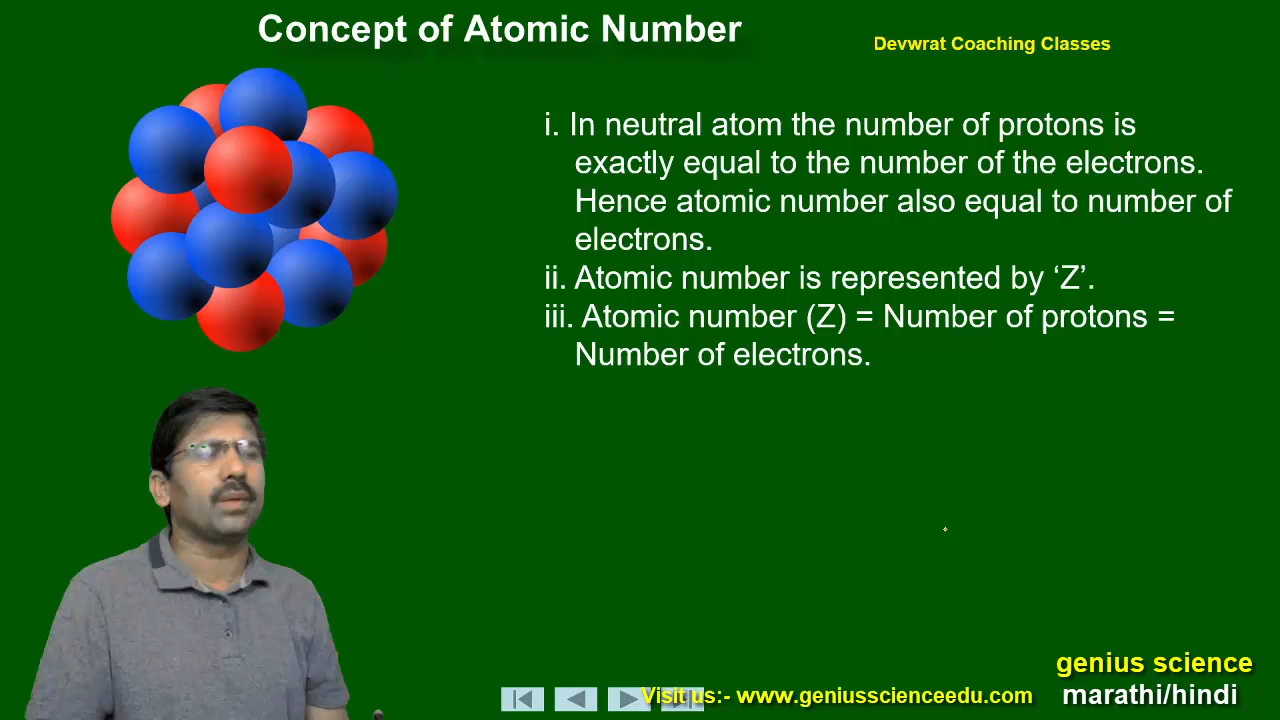 Concept of Atomic Number
Devwrat Coaching Classes
i. In neutral atom the number of protons is
exactly equal to the number of the electrons.
Hence atomic number also equal to number of
electrons.
ii. Atomic number is represented by ‘Z’.
iii. Atomic number (Z) = Number of protons =
Number of electrons.
genius science
marathi/hindi
Visit us:- www.geniusscienceedu.com